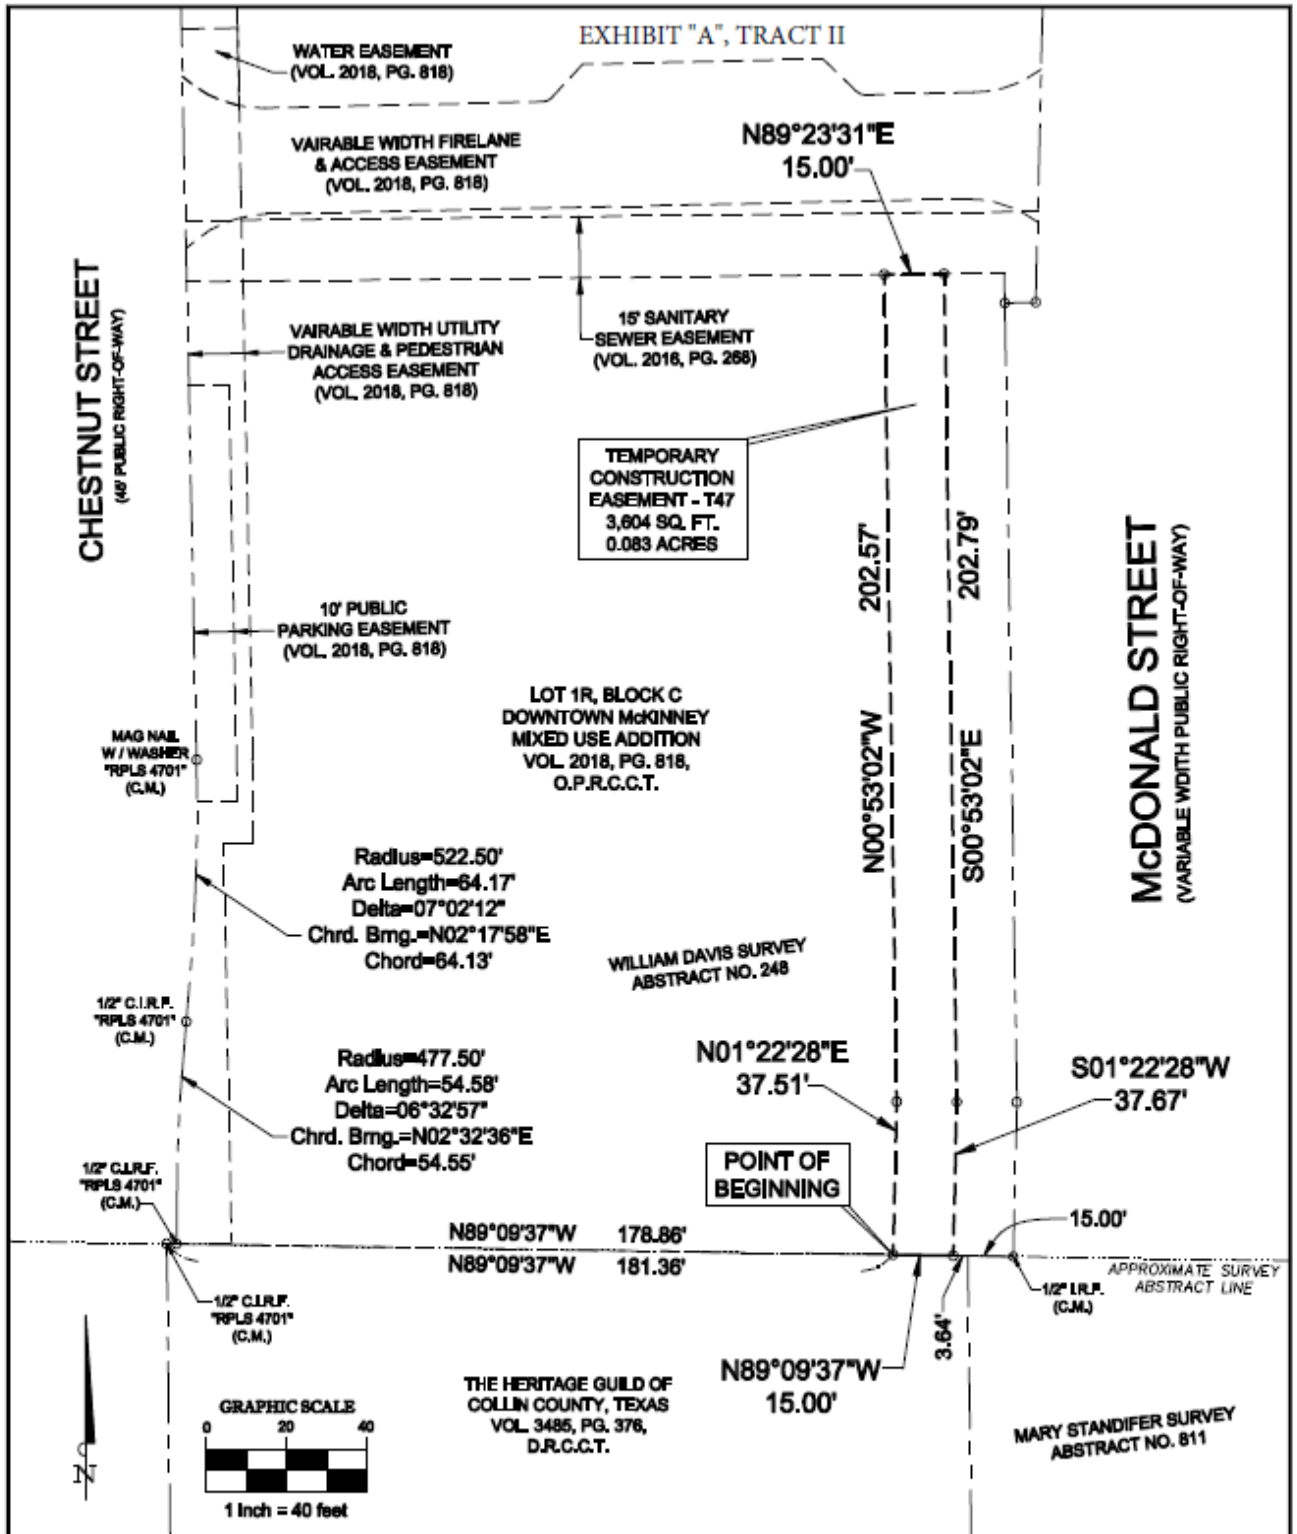 EXHIBIT "A", TRACT II
WATER EASEMENT
(VOL. 2018, PG. 818)
VAIRABLE WIDTH FIRELANE
& ACCESS EASEMENT
(VOL. 2018, PG. 818)
N89°23'31"E
15.00'
CHESTNUT STREET
(46' PUBLIC RIGHT-OF-WAY)
VAIRABLE WIDTH UTILITY
DRAINAGE & PEDESTRIAN
ACCESS EASEMENT
(VOL. 2018, PG. 818)
15' SANITARY
SEWER EASEMENT
(VOL. 2016, PG. 268)
TEMPORARY
CONSTRUCTION
EASEMENT - T47
3,604 SQ. FT.
0.083 ACRES
202.57'
202.79'
N00°53'02"W
S00°53'02"E
McDONALD STREET
(VARIABLE WDITH PUBLIC RIGHT-OF-WAY)
10' PUBLIC
PARKING EASEMENT
(VOL. 2018, PG. 818)
LOT 1R, BLOCK C
DOWNTOWN McKINNEY
MIXED USE ADDITION
VOL. 2018, PG. 818,
O.P.R.C.C.T.
MAG NAIL
W / WASHER
"RPLS 4701"
(C.M.)
Radius=522.50'
Arc Length=64.17'
Delta=07°02'12"
Chrd. Brng.=N02°17'58"E
Chord=64.13'
WILLIAM DAVIS SURVEY
ABSTRACT NO. 248
1/2" C.I.R.F.
"RPLS 4701"
(C.M.)
Radius=477.50'
Arc Length=54.58'
Delta=06°32'57"
Chrd. Brng.=N02°32'36"E
Chord=54.55'
N01°22'28"E
37.51'
S01°22'28"W
37.67'
POINT OF
BEGINNING
1/2" C.I.R.F.
"RPLS 4701"
(C.M.)
N89°09'37"W 178.86'
N89°09'37"W 181.36'
15.00'
APPROXIMATE SURVEY
ABSTRACT LINE
1/2" C.I.R.F.
"RPLS 4701"
(C.M.)
1/2" I.R.F.
(C.M.)
3.64'
N89°09'37"W
15.00'
THE HERITAGE GUILD OF
COLLIN COUNTY, TEXAS
VOL. 3485, PG. 376,
D.R.C.C.T.
MARY STANDIFER SURVEY
ABSTRACT NO. 811
N
GRAPHIC SCALE
0 20 40
1 Inch = 40 feet